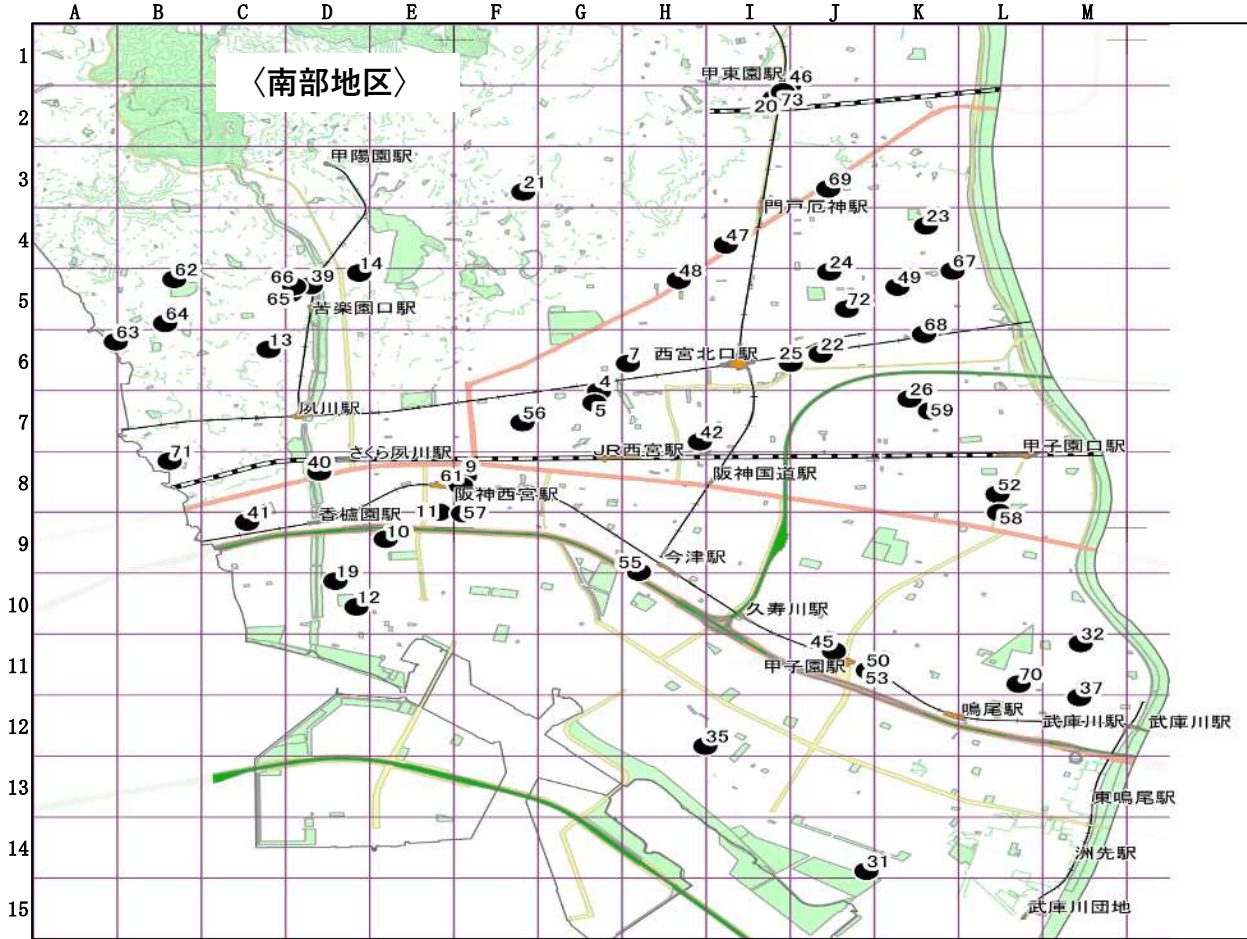 A B C D E F G H I J K L M
1
〈南部地区〉
甲東園駅 46
2
20 73
3
甲陽園駅
21
69
門戸厄神駅
23
4
47
62
66 39 14
48
24
49
67
5
65
苦楽園口駅
64
72
63
13
68
6
7
西宮北口駅
25
22
4
5
26
59
7
夙川駅
56
42
71
さくら夙川駅
JR西宮駅
甲子園口駅
8
40
9
61
阪神西宮駅
阪神国道駅
52
41
香櫨園駅
11
57
58
9
10
55
今津駅
19
10
12
久寿川駅
32
11
45
甲子園駅
50
53
70
37
12
35
鳴尾駅
武庫川駅
武庫川駅
13
東鳴尾駅
14
31
洲先駅
15
武庫川団地